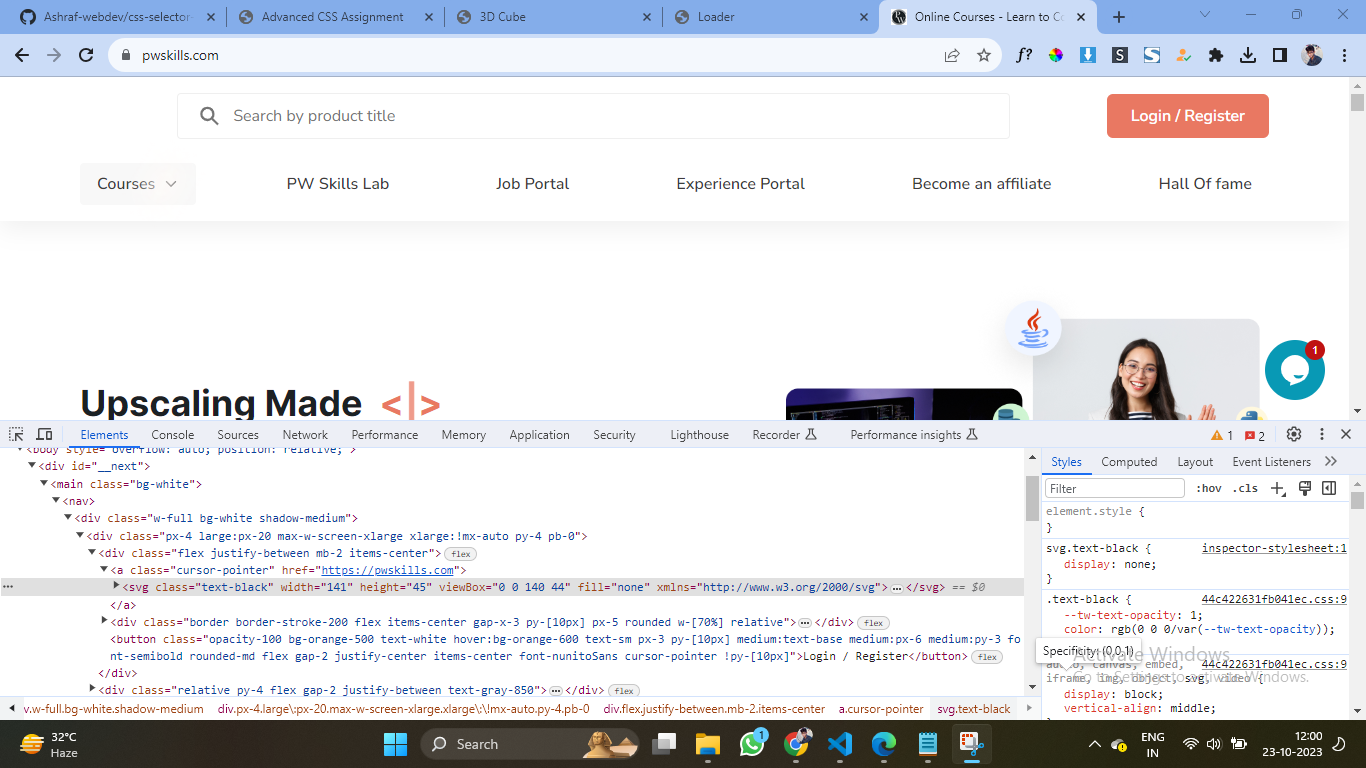 Ashraf-webdev/css-selector-
Advanced CSS Assignment
3D Cube
Loader
Online Courses - Learn to Co
pwskills.com
Search by product title
Login / Register
Courses
PW Skills Lab
Job Portal
Experience Portal
Become an affiliate
Hall Of fame
Upscaling Made </>
1
Elements
Console
Sources
Network
Performance
Memory
Application
Security
Lighthouse
Recorder
Performance insights
1
2
<body style="overflow: auto; position: relative;">
<div id="__next">
<main class="bg-white">
<nav>
<div class="w-full bg-white shadow-medium">
<div class="px-4 large:px-20 max-w-screen-xlarge xlarge:!mx-auto py-4 pb-0">
<div class="flex justify-between mb-2 items-center"> flex
<a class="cursor-pointer" href="https://pwskills.com">
<svg class="text-black" width="141" height="45" viewBox="0 0 140 44" fill="none" xmlns="http://www.w3.org/2000/svg">…</svg> == $0
</a>
<div class="border border-stroke-200 flex items-center gap-x-3 py-[10px] px-5 rounded w-[70%] relative">…</div> flex
<button class="opacity-100 bg-orange-500 text-white hover:bg-orange-600 text-sm px-3 py-[10px] medium:text-base medium:px-6 medium:py-3 fo
nt-semibold rounded-md flex gap-2 justify-center items-center font-nunitoSans cursor-pointer !py-[10px]">Login / Register</button> flex
</div>
<div class="relative py-4 flex gap-2 justify-between text-gray-850">…</div> flex
v.w-full.bg-white.shadow-medium
div.px-4.large\:px-20.max-w-screen-xlarge.xlarge\:\!mx-auto.py-4.pb-0
div.flex.justify-between.mb-2.items-center
a.cursor-pointer
svg.text-black
Styles
Computed
Layout
Event Listeners
Filter
:hov
.cls
element.style {
}
svg.text-black {
inspector-stylesheet:1
display: none;
}
.text-black {
44c422631fb041ec.css:9
--tw-text-opacity: 1;
color: rgb(0 0 0/var(--tw-text-opacity));
Specificity: (0,0,1)
Activate Windows
audio, canvas, embed,
44c422631fb041ec.css:9
iframe, img, object, svg, video {
Go to Settings to activate Windows.
display: block;
vertical-align: middle;
32°C
Haze
Search
1
ENG
IN
12:00
23-10-2023